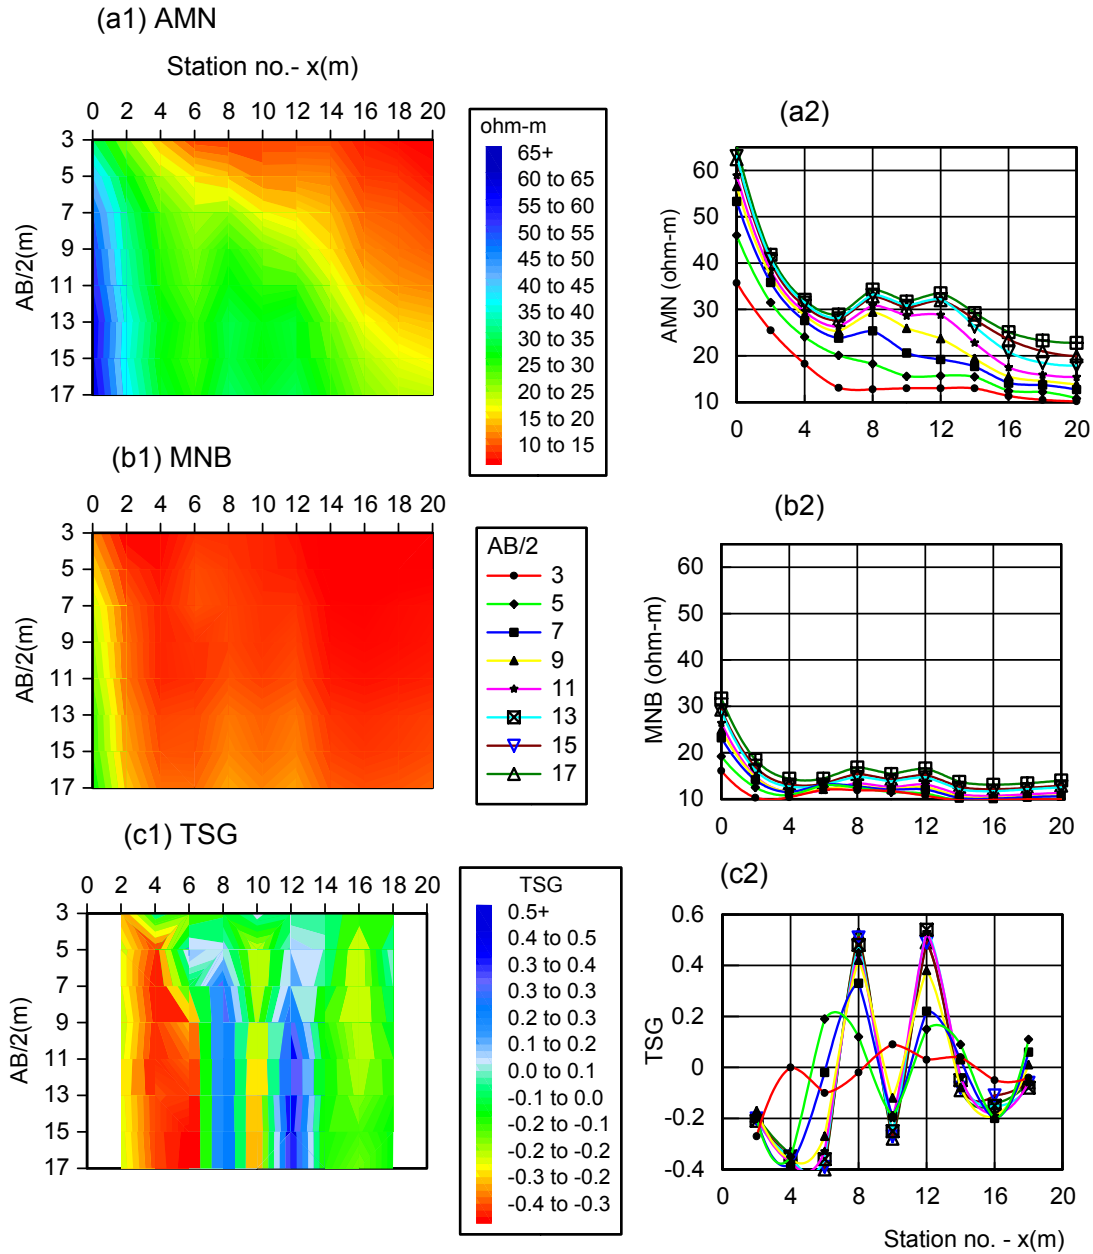 (a1) AMN
Station no.- x(m)
0 2 4 6 8 10 12 14 16 18 20
3
5
7
9
11
13
15
17
AB/2(m)
ohm-m
65+
60 to 65
55 to 60
50 to 55
45 to 50
40 to 45
35 to 40
30 to 35
25 to 30
20 to 25
15 to 20
10 to 15
(a2)
AMN (ohm-m)
60
50
40
30
20
10
0 4 8 12 16 20
(b1) MNB
0 2 4 6 8 10 12 14 16 18 20
3
5
7
9
11
13
15
17
AB/2(m)
AB/2
3
5
7
9
11
13
15
17
(b2)
MNB (ohm-m)
60
50
40
30
20
10
0 4 8 12 16 20
(c1) TSG
0 2 4 6 8 10 12 14 16 18 20
3
5
7
9
11
13
15
17
AB/2(m)
TSG
0.5+
0.4 to 0.5
0.3 to 0.4
0.3 to 0.3
0.2 to 0.3
0.1 to 0.2
0.0 to 0.1
0.0 to 0.0
-0.1 to 0.0
-0.2 to -0.1
-0.2 to -0.2
-0.3 to -0.2
-0.4 to -0.3
(c2)
TSG
0.6
0.4
0.2
0
-0.2
-0.4
0 4 8 12 16 20
Station no. - x(m)